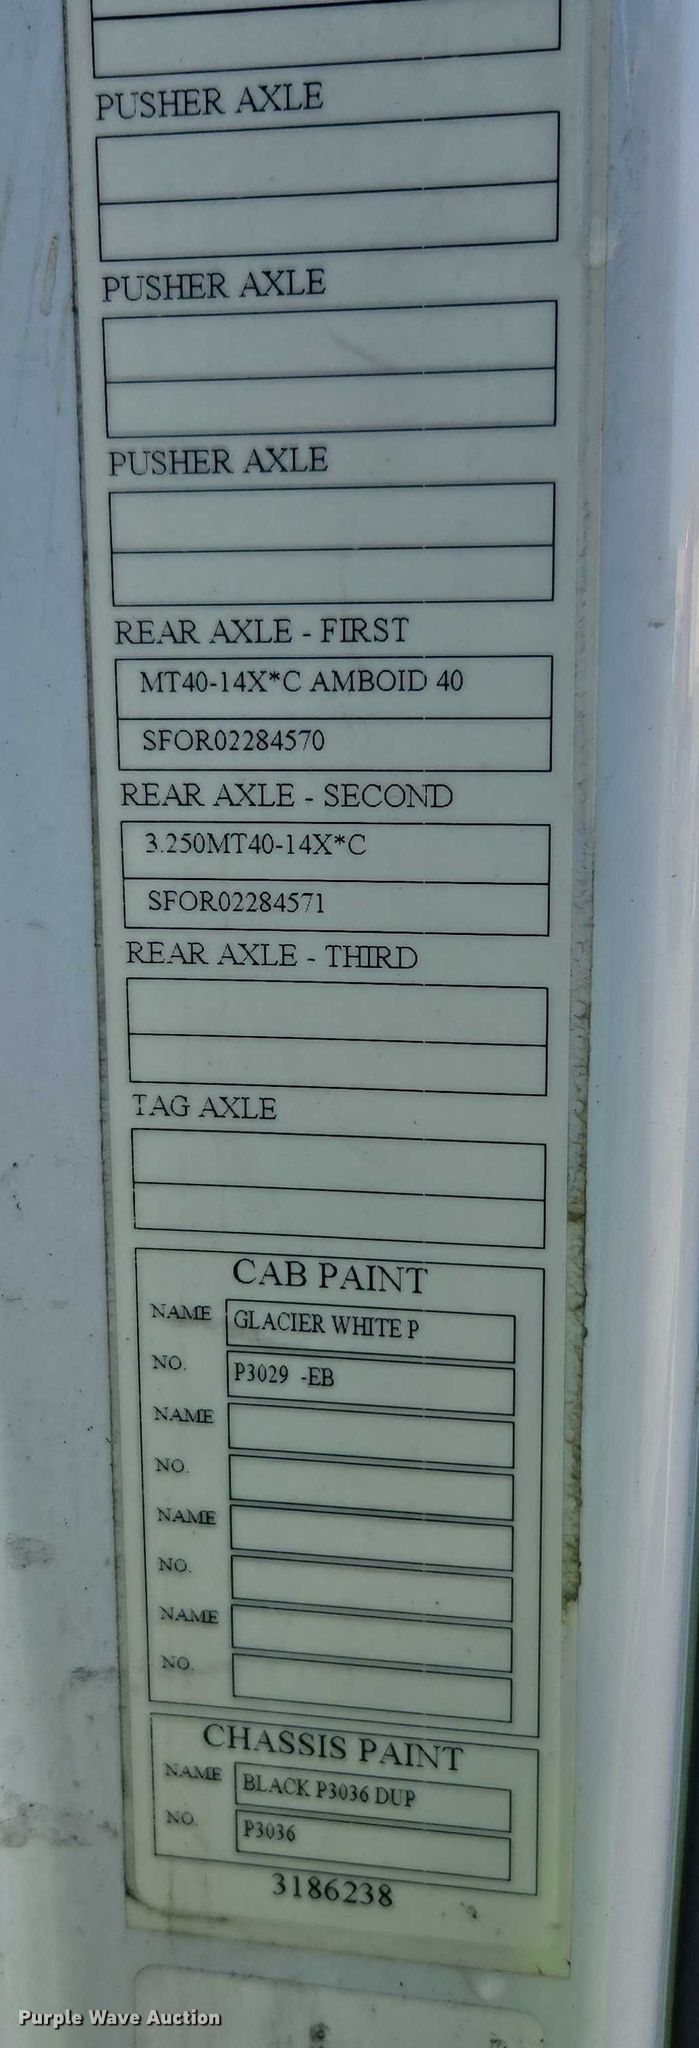 PUSHER AXLE
PUSHER AXLE
PUSHER AXLE
REAR AXLE - FIRST
MT40-14X*C AMBOID 40
SFOR02284570
REAR AXLE - SECOND
3.250MT40-14X*C
SFOR02284571
REAR AXLE - THIRD
TAG AXLE
CAB PAINT
NAME GLACIER WHITE P
NO. P3029 -EB
NAME
NO.
NAME
NO.
NAME
NO.
CHASSIS PAINT
NAME BLACK P3036 DUP
NO. P3036
3186238
Purple Wave Auction